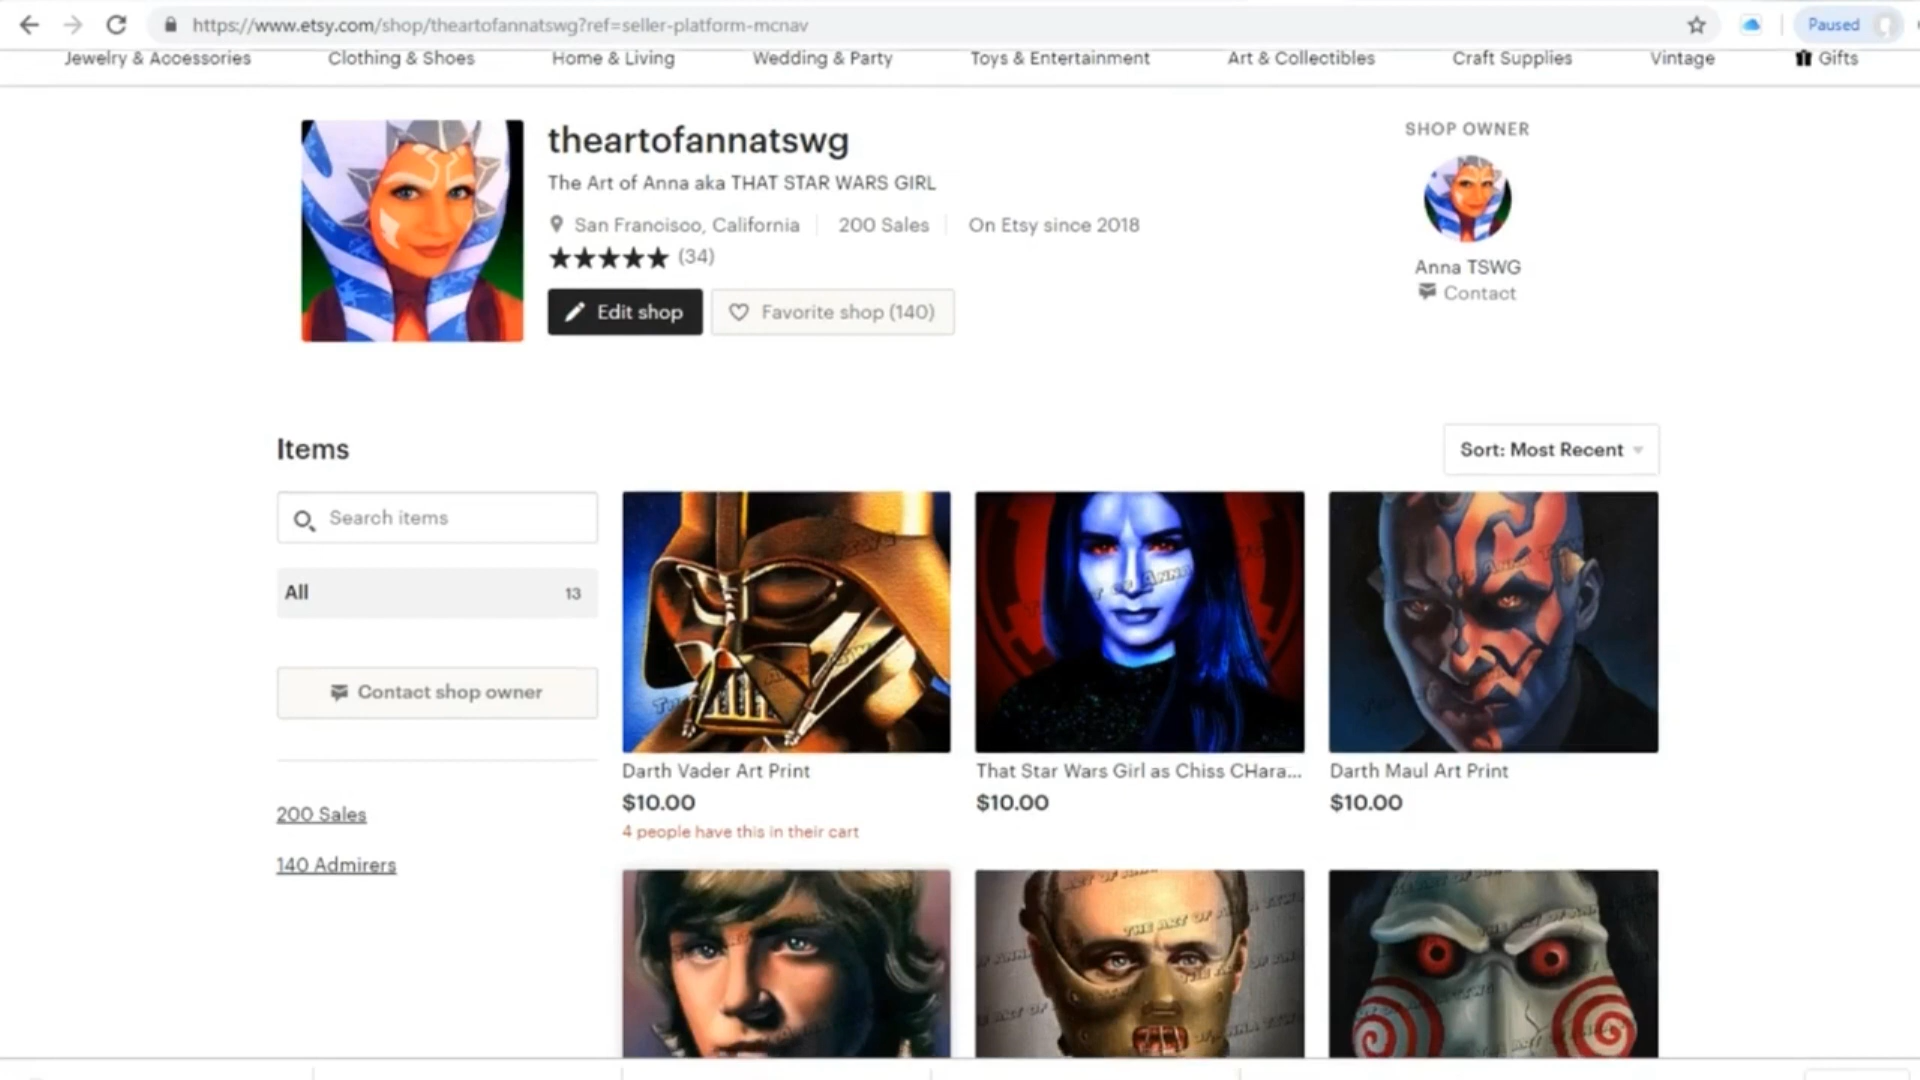 https://www.etsy.com/shop/theartofannatswg?ref=seller-platform-mcnav
Paused
Jewelry & Accessories
Clothing & Shoes
Home & Living
Wedding & Party
Toys & Entertainment
Art & Collectibles
Craft Supplies
Vintage
Gifts
theartofannatswg
The Art of Anna aka THAT STAR WARS GIRL
San Francisco, California
200 Sales
On Etsy since 2018
(34)
Edit shop
Favorite shop (140)
SHOP OWNER
Anna TSWG
Contact
Items
Sort: Most Recent
Search items
All
13
Contact shop owner
200 Sales
140 Admirers
Darth Vader Art Print
$10.00
4 people have this in their cart
That Star Wars Girl as Chiss CHara...
$10.00
Darth Maul Art Print
$10.00
THE ART OF ANNA TSWG